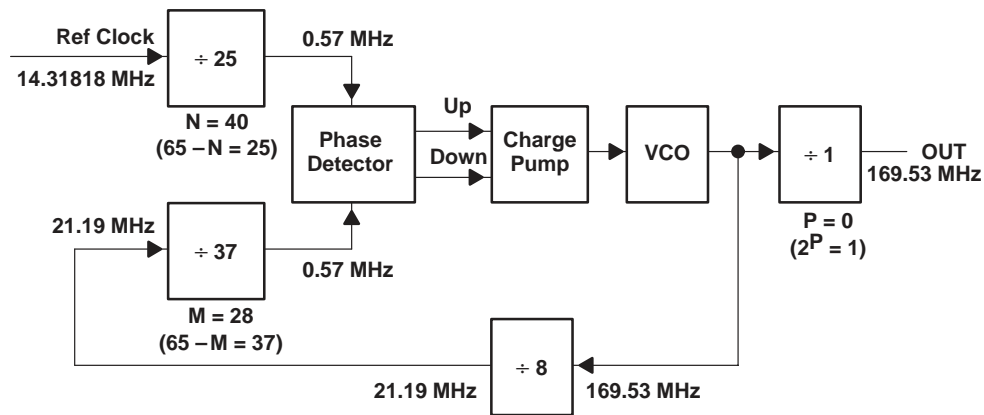 Ref Clock
14.31818 MHz
÷ 25
N = 40
(65 – N = 25)
0.57 MHz
Phase
Detector
Up
Down
Charge
Pump
VCO
÷ 1
OUT
169.53 MHz
P = 0
(2^P = 1)
21.19 MHz
÷ 37
M = 28
(65 – M = 37)
0.57 MHz
÷ 8
21.19 MHz
169.53 MHz